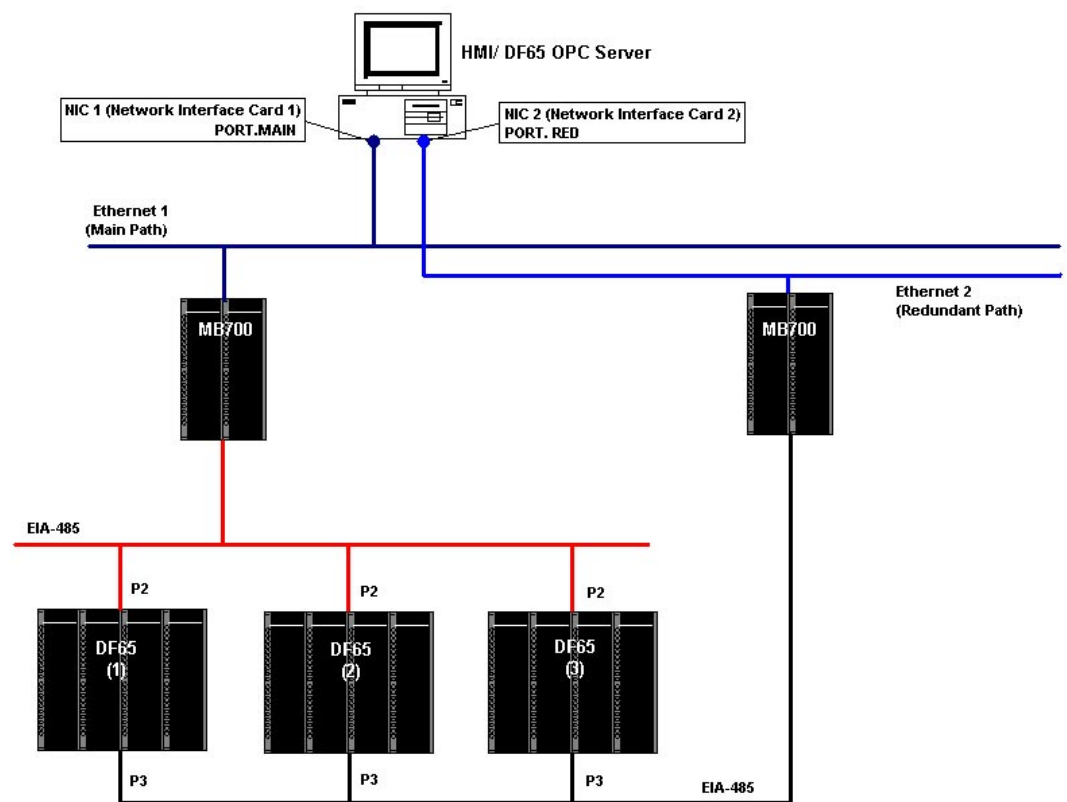 HMI/ DF65 OPC Server
NIC 1 (Network Interface Card 1)
PORT.MAIN
NIC 2 (Network Interface Card 2)
PORT. RED
Ethernet 1
(Main Path)
Ethernet 2
(Redundant Path)
MB700
MB700
EIA-485
P2
P2
P2
DF65
(1)
DF65
(2)
DF65
(3)
P3
P3
P3
EIA-485